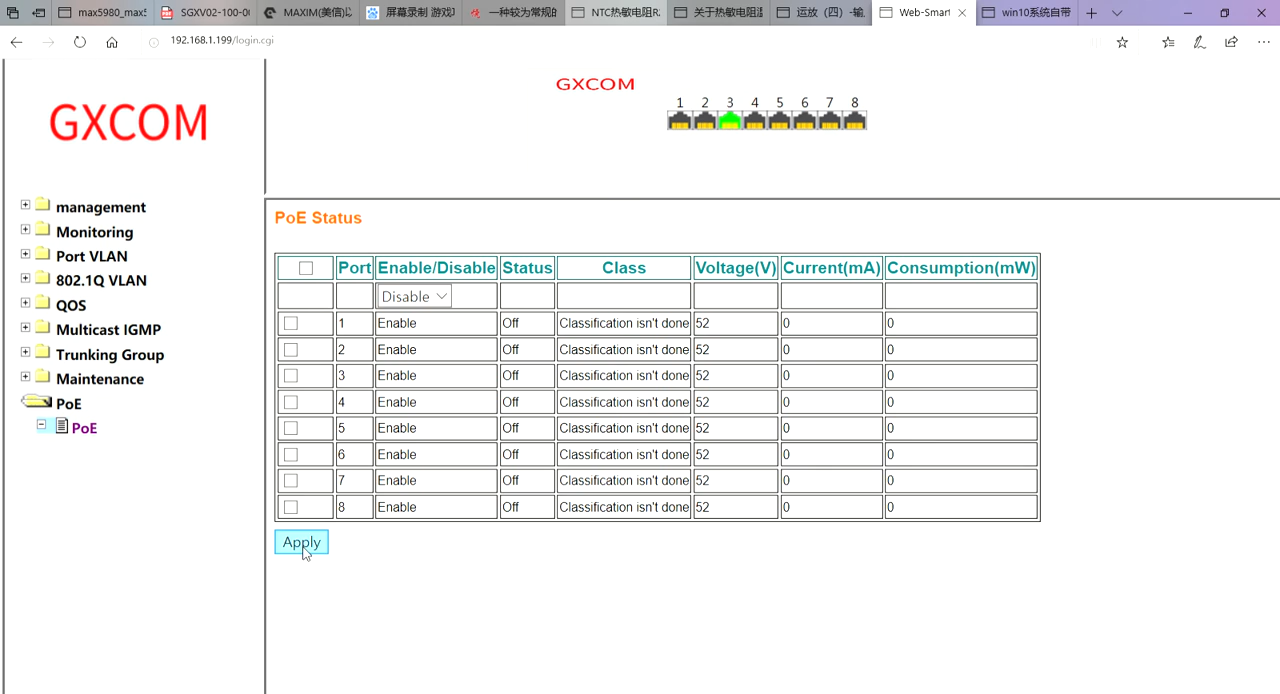 max5980_max5
SGXV02-100-00
MAXIM(美信)以
屏幕录制 游戏
一种较为常规的
NTC热敏电阻R.
关于热敏电阻温
运放（四）-输
Web-Smart
win10系统自带
192.168.1.199/login.cgi
GXCOM
GXCOM
1 2 3 4 5 6 7 8
management
Monitoring
Port VLAN
802.1Q VLAN
QOS
Multicast IGMP
Trunking Group
Maintenance
PoE
PoE
PoE Status
Port Enable/Disable Status Class Voltage(V) Current(mA) Consumption(mW)
Disable
1 Enable Off Classification isn't done 52 0 0
2 Enable Off Classification isn't done 52 0 0
3 Enable Off Classification isn't done 52 0 0
4 Enable Off Classification isn't done 52 0 0
5 Enable Off Classification isn't done 52 0 0
6 Enable Off Classification isn't done 52 0 0
7 Enable Off Classification isn't done 52 0 0
8 Enable Off Classification isn't done 52 0 0
Apply